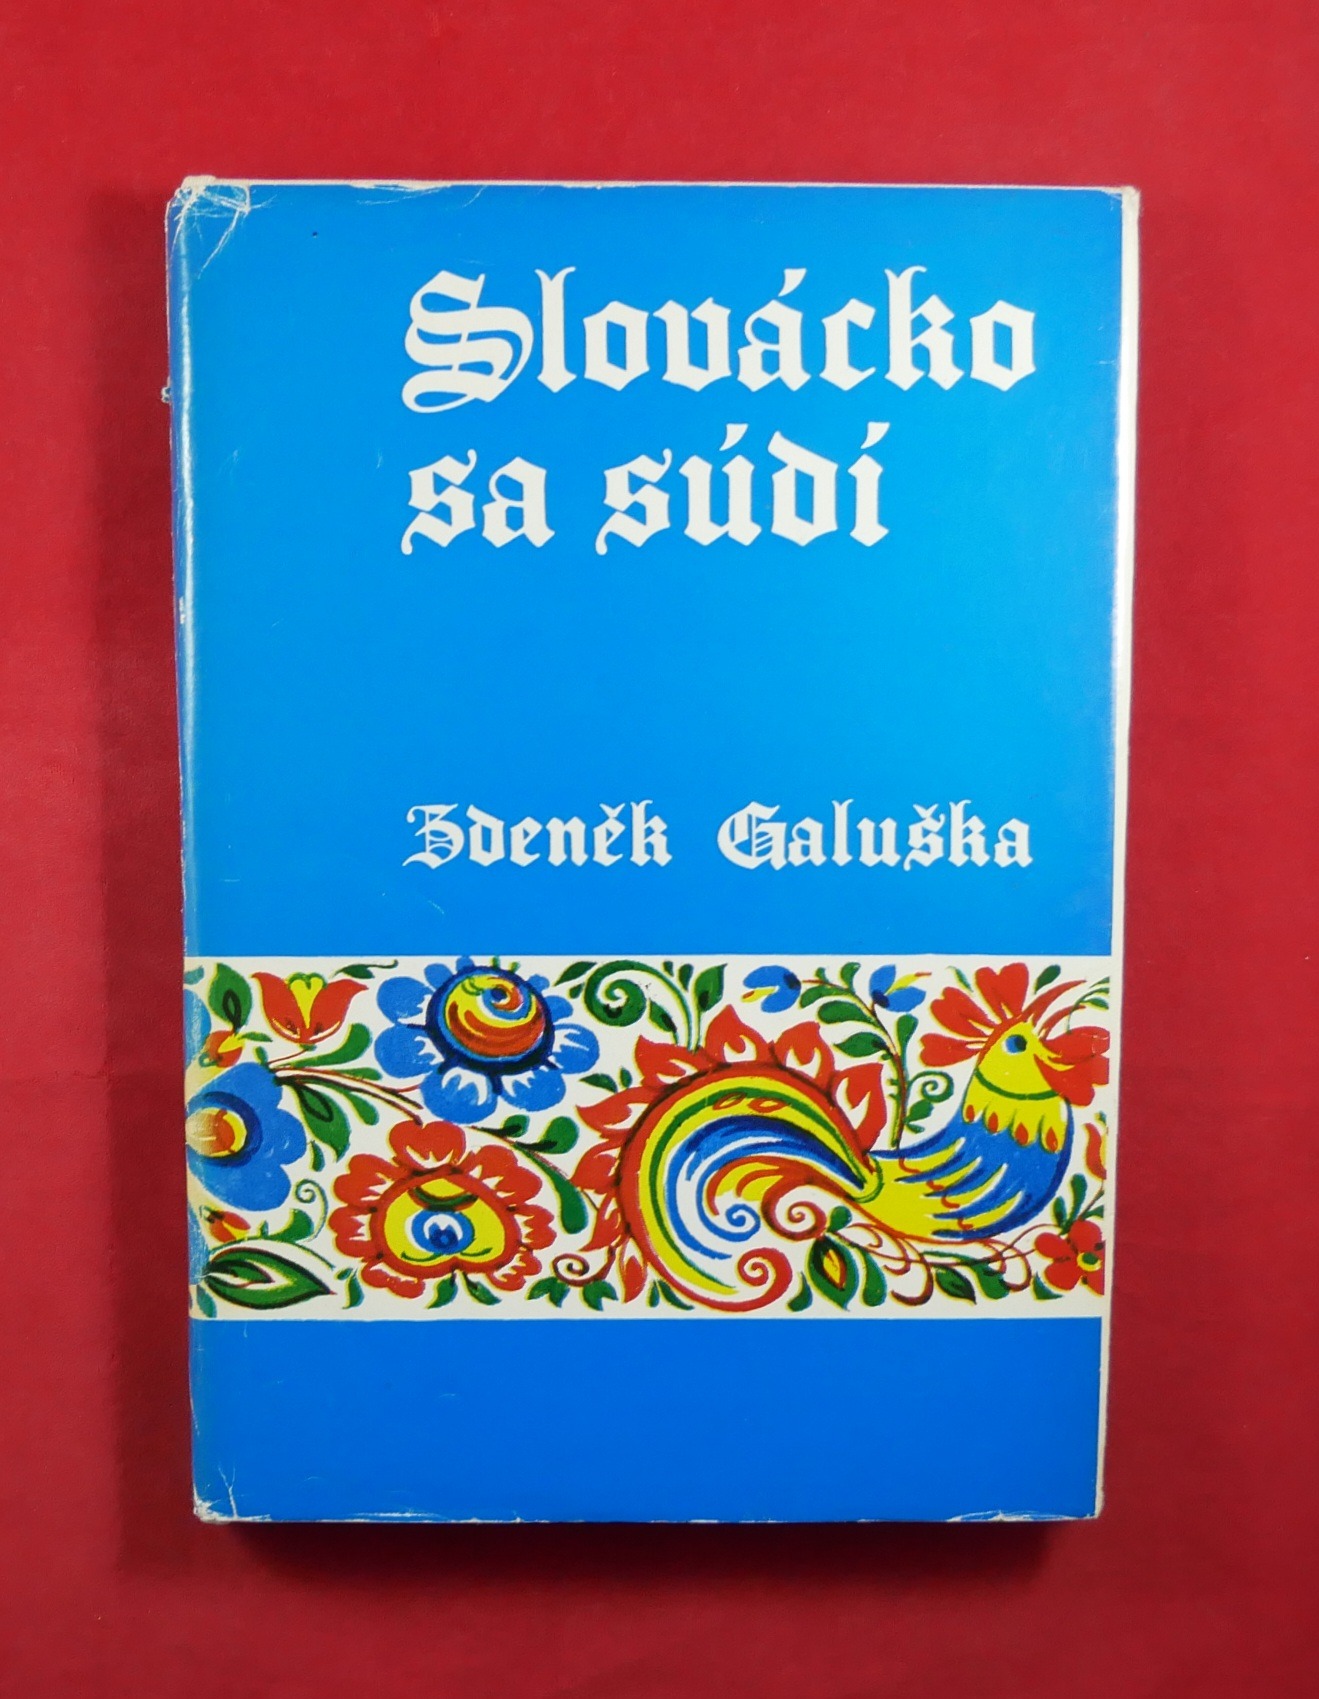 Slovácko
sa súdí
Zdeněk Galuška